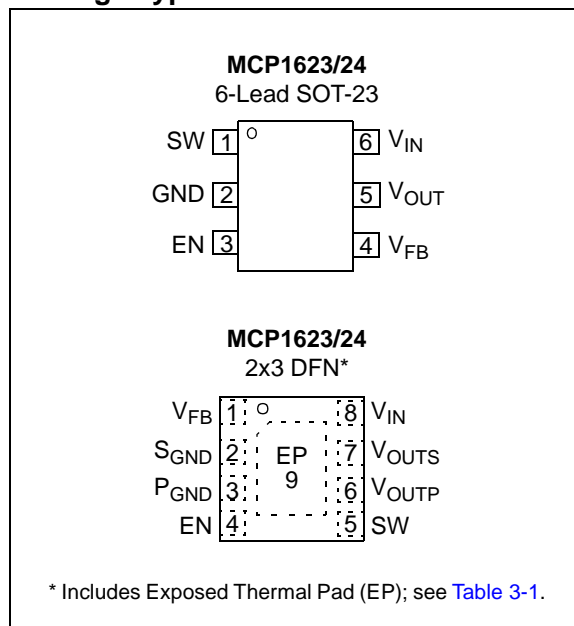 MCP1623/24
6-Lead SOT-23
SW 1 6 VIN
GND 2 5 VOUT
EN 3 4 VFB
MCP1623/24
2x3 DFN*
VFB 1 8 VIN
SGND 2 EP 7 VOUTS
PGND 3 9 6 VOUTP
EN 4 5 SW
* Includes Exposed Thermal Pad (EP); see Table 3-1.